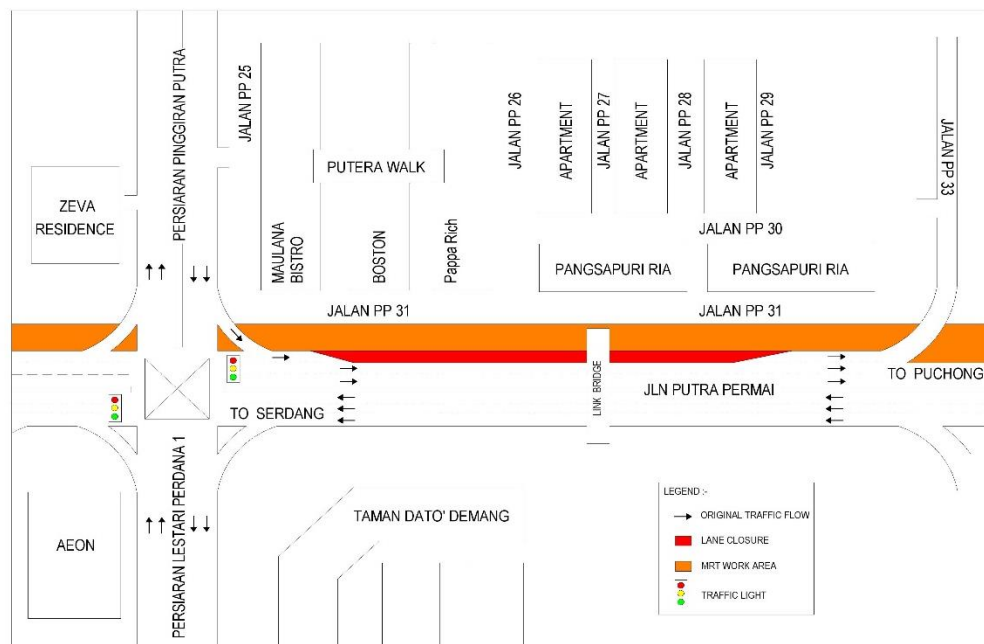 PERSIARAN PINGGIRAN PUTRA
JALAN PP 25
PUTERA WALK
JALAN PP 26
APARTMENT
JALAN PP 27
APARTMENT
JALAN PP 28
APARTMENT
JALAN PP 29
JALAN PP 33
ZEVA
RESIDENCE
MAULANA
BISTRO
BOSTON
Pappa Rich
JALAN PP 30
PANGSAPURI RIA
PANGSAPURI RIA
JALAN PP 31
JALAN PP 31
TO PUCHONG
LINK BRIDGE
JLN PUTRA PERMAI
TO SERDANG
PERSIARAN LESTARI PERDANA 1
AEON
TAMAN DATO' DEMANG
LEGEND :-
ORIGINAL TRAFFIC FLOW
LANE CLOSURE
MRT WORK AREA
TRAFFIC LIGHT